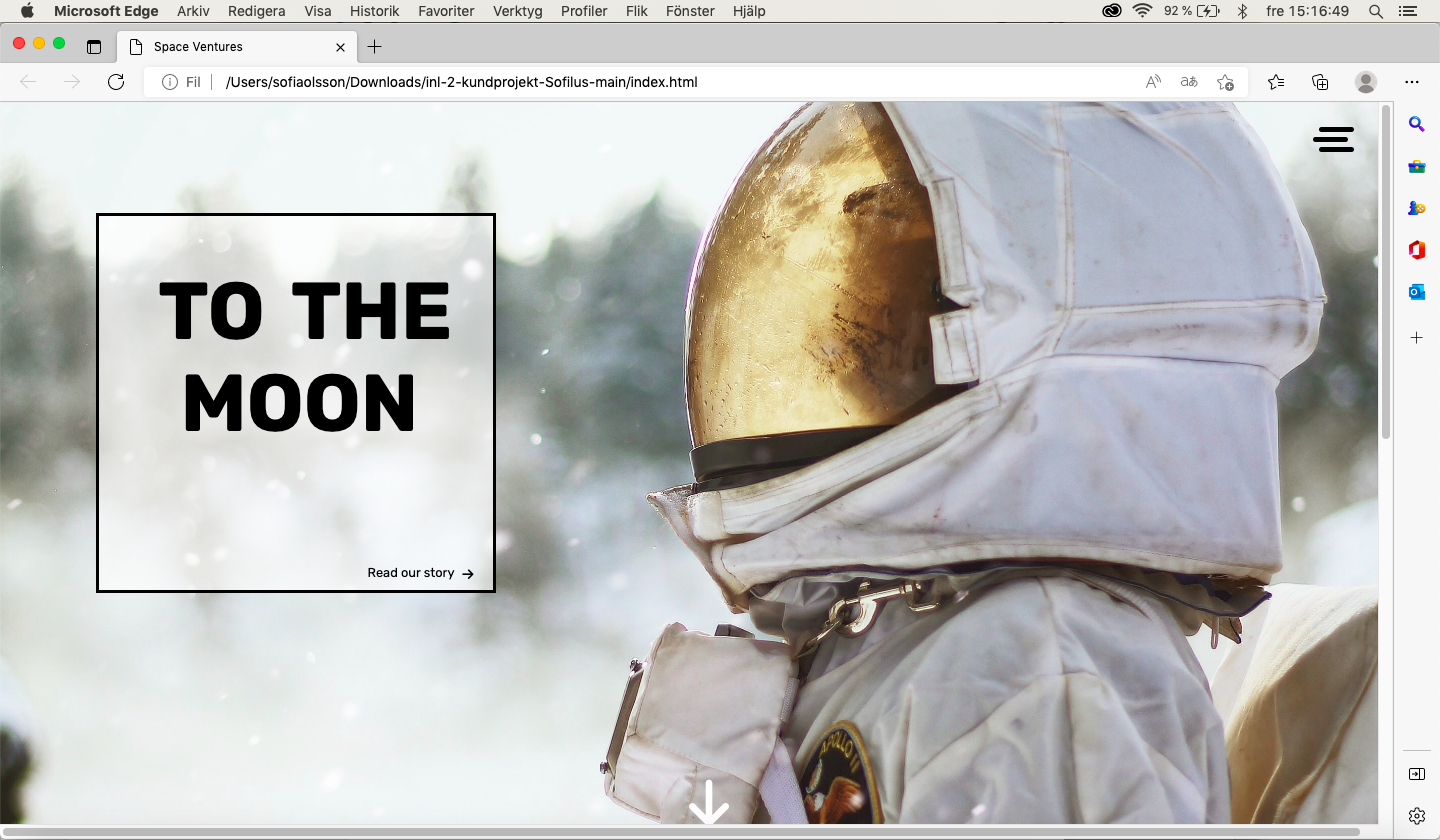 Microsoft Edge Arkiv Redigera Visa Historik Favoriter Verktyg Profiler Flik Fönster Hjälp 92 % fre 15:16:49
Space Ventures
Fil /Users/sofiaolsson/Downloads/inl-2-kundprojekt-Sofilus-main/index.html
TO THE
MOON
Read our story →
APOLLO 11